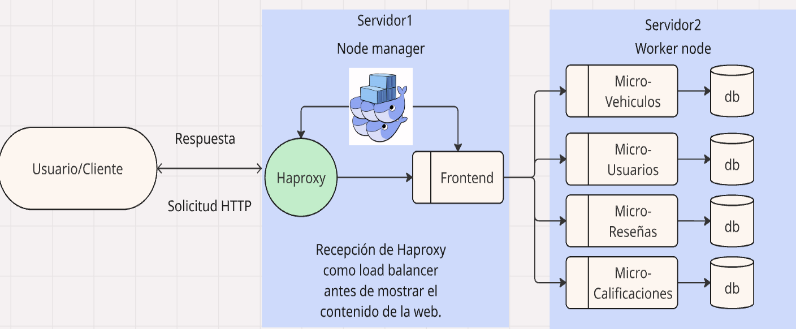 Servidor1
Node manager
Servidor2
Worker node
Usuario/Cliente
Respuesta
Solicitud HTTP
Haproxy
Frontend
Recepción de Haproxy
como load balancer
antes de mostrar el
contenido de la web.
Micro-
Vehiculos
db
Micro-
Usuarios
db
Micro-
Reseñas
db
Micro-
Calificaciones
db